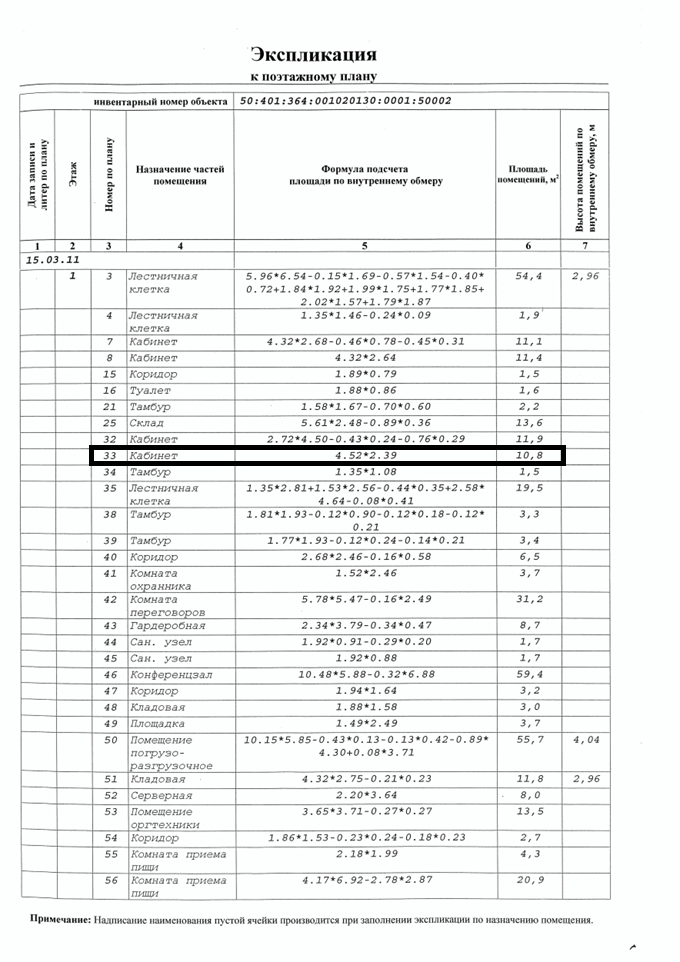 Экспликация
к поэтажному плану
инвентарный номер объекта 50:401:364:001020130:0001:50002
Дата записи и литер по плану Этаж Номер по плану Назначение частей помещения Формула подсчета площади по внутреннему обмеру Площадь помещений, м² Высота помещений по внутреннему обмеру, м
1 2 3 4 5 6 7
15.03.11
1 3 Лестничная 5.96*6.54-0.15*1.69-0.57*1.54-0.40* 54,4 2,96
клетка 0.72+1.84*1.92+1.99*1.75+1.77*1.85+
2.02*1.57+1.79*1.87
4 Лестничная 1.35*1.46-0.24*0.09 1,9
клетка
7 Кабинет 4.32*2.68-0.46*0.78-0.45*0.31 11,1
8 Кабинет 4.32*2.64 11,4
15 Коридор 1.89*0.79 1,5
16 Туалет 1.88*0.86 1,6
21 Тамбур 1.58*1.67-0.70*0.60 2,2
25 Склад 5.61*2.48-0.89*0.36 13,6
32 Кабинет 2.72*4.50-0.43*0.24-0.76*0.29 11,9
33 Кабинет 4.52*2.39 10,8
34 Тамбур 1.35*1.08 1,5
35 Лестничная 1.35*2.81+1.53*2.56-0.44*0.35+2.58* 19,5
клетка 4.64-0.08*0.41
38 Тамбур 1.81*1.93-0.12*0.90-0.12*0.18-0.12* 3,3
0.21
39 Тамбур 1.77*1.93-0.12*0.24-0.14*0.21 3,4
40 Коридор 2.68*2.46-0.16*0.58 6,5
41 Комната 1.52*2.46 3,7
охранника
42 Комната 5.78*5.47-0.16*2.49 31,2
переговоров
43 Гардеробная 2.34*3.79-0.34*0.47 8,7
44 Сан. узел 1.92*0.91-0.29*0.20 1,7
45 Сан. узел 1.92*0.88 1,7
46 Конференцзал 10.48*5.88-0.32*6.88 59,4
47 Коридор 1.94*1.64 3,2
48 Кладовая 1.88*1.58 3,0
49 Площадка 1.49*2.49 3,7
50 Помещение 10.15*5.85-0.43*0.13-0.13*0.42-0.89* 55,7 4,04
погрузо- 4.30+0.08*3.71
разгрузочное
51 Кладовая 4.32*2.75-0.21*0.23 11,8 2,96
52 Серверная 2.20*3.64 8,0
53 Помещение 3.65*3.71-0.27*0.27 13,5
оргтехники
54 Коридор 1.86*1.53-0.23*0.24-0.18*0.23 2,7
55 Комната приема 2.18*1.99 4,3
пищи
56 Комната приема 4.17*6.92-2.78*2.87 20,9
пищи
Примечание: Надписание наименования пустой ячейки производится при заполнении экспликации по назначению помещения.